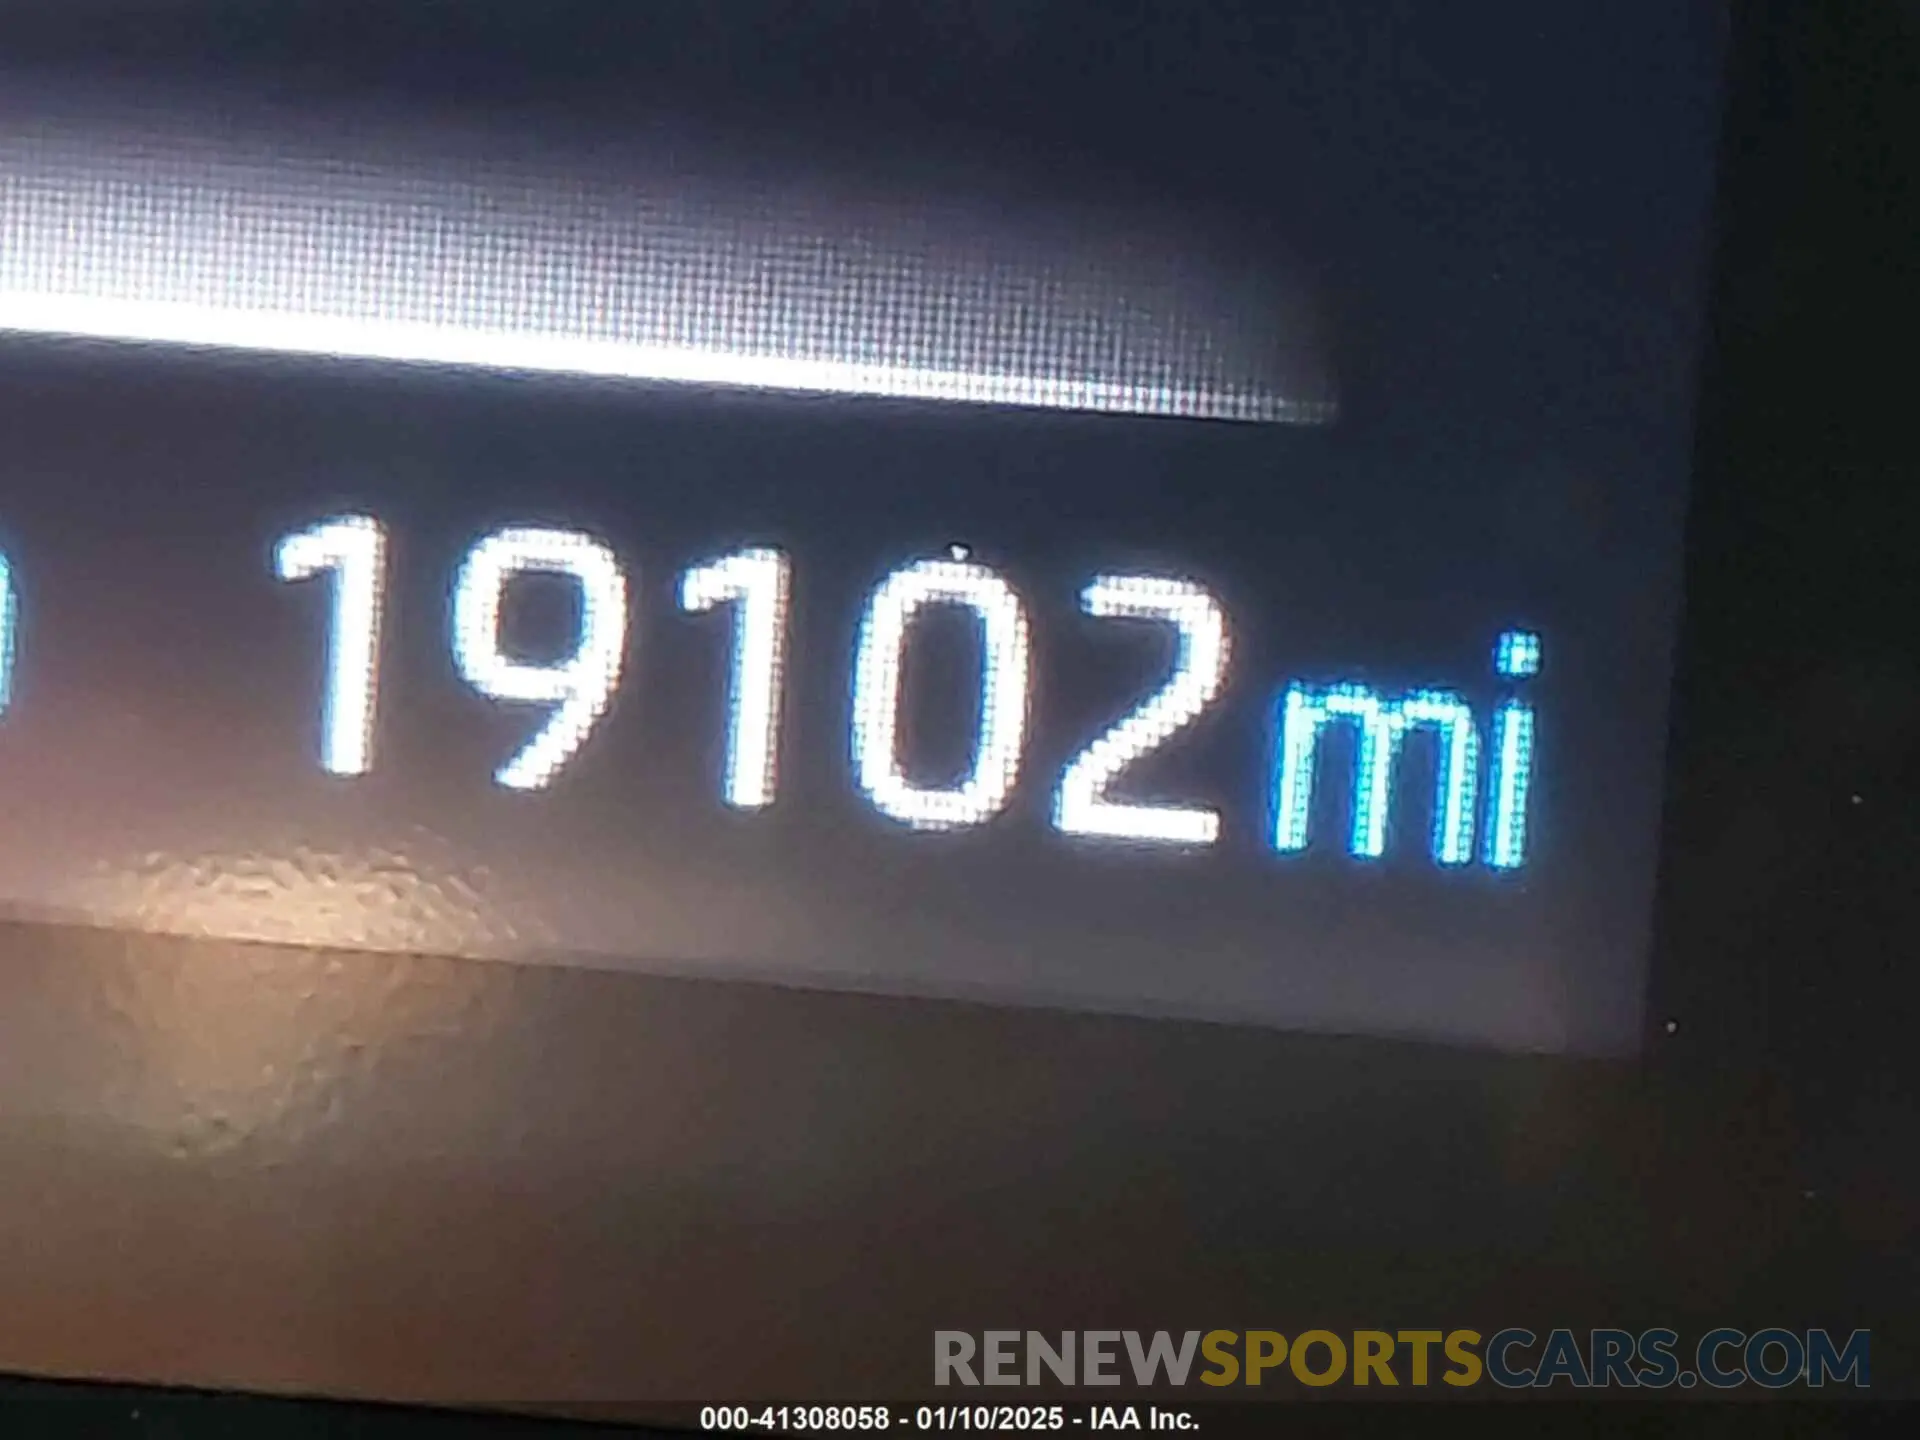 19102mi
RENEWSPORTSCARS.COM
000-41308058 - 01/10/2025 - IAA Inc.